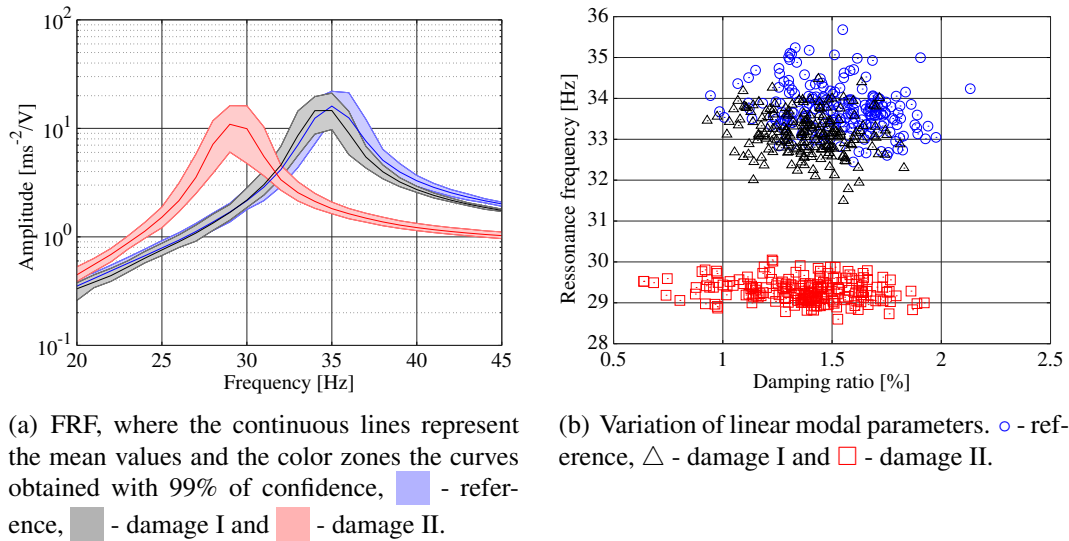 10^2
10^1
10^0
10^-1
Amplitude [ms^-2/V]
20 25 30 35 40 45
Frequency [Hz]
36
35
34
33
32
31
30
29
28
Ressonance frequency [Hz]
0.5 1 1.5 2 2.5
Damping ratio [%]
(a) FRF, where the continuous lines represent
the mean values and the color zones the curves
obtained with 99% of confidence, - refer-
ence, - damage I and - damage II.
(b) Variation of linear modal parameters. ○ - ref-
erence, △ - damage I and □ - damage II.